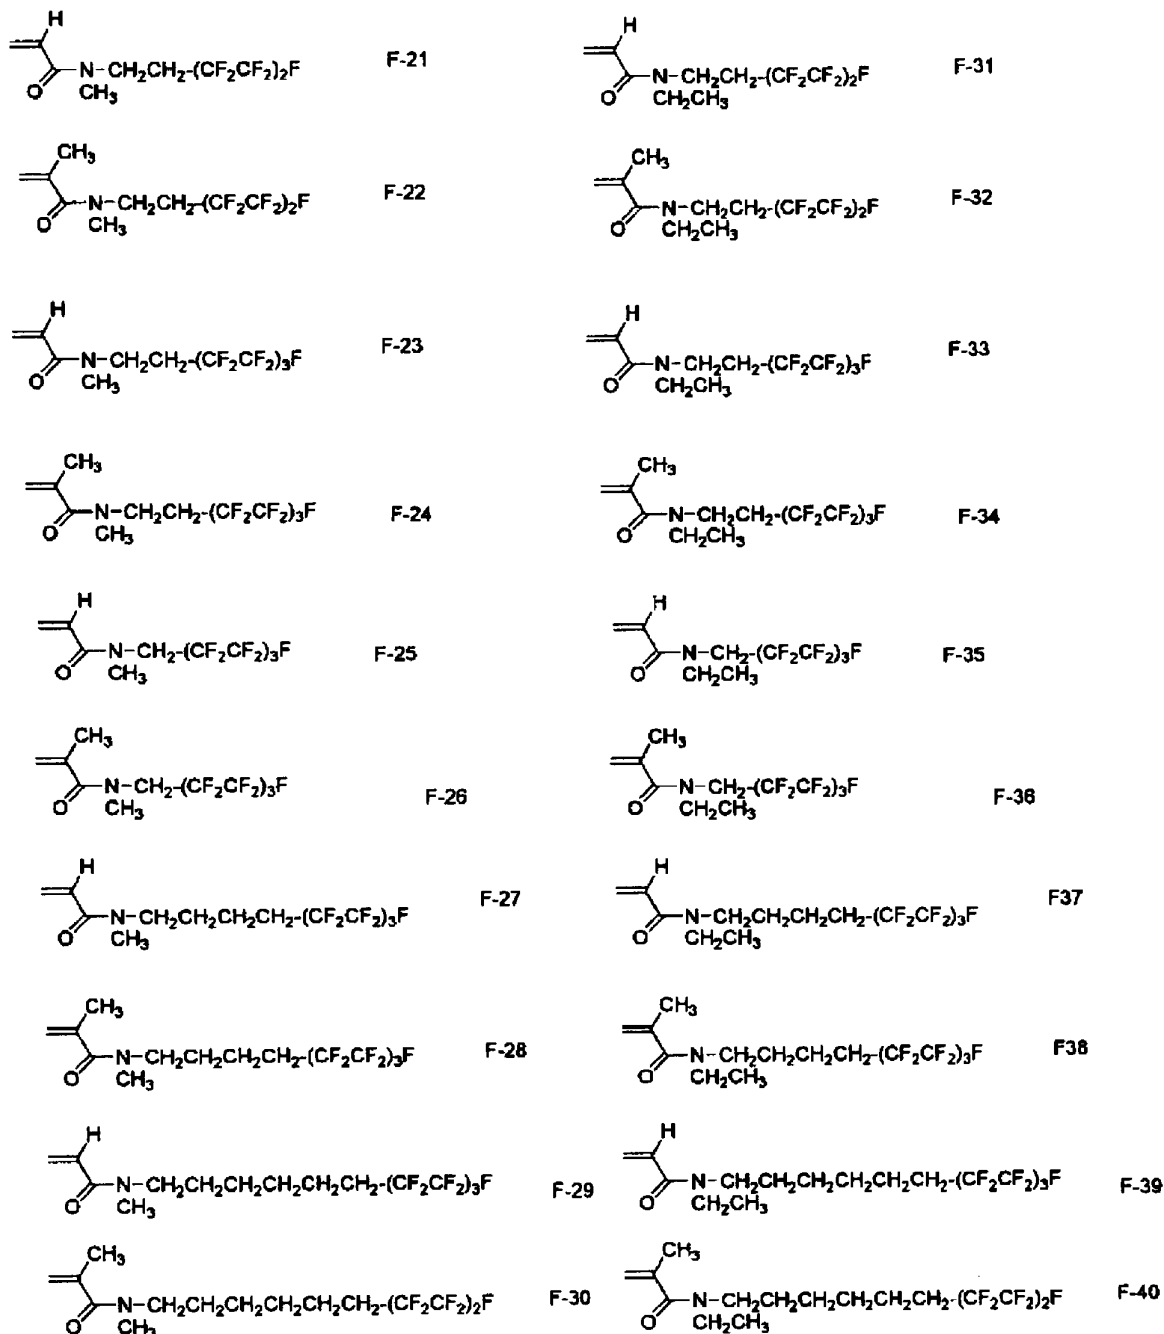 H
N-CH₂CH₂-(CF₂CF₂)₂F
O CH₃
F-21
H
N-CH₂CH₂-(CF₂CF₂)₂F
O CH₂CH₃
F-31
CH₃
N-CH₂CH₂-(CF₂CF₂)₂F
O CH₃
F-22
CH₃
N-CH₂CH₂-(CF₂CF₂)₂F
O CH₂CH₃
F-32
H
N-CH₂CH₂-(CF₂CF₂)₃F
O CH₃
F-23
H
N-CH₂CH₂-(CF₂CF₂)₃F
O CH₂CH₃
F-33
CH₃
N-CH₂CH₂-(CF₂CF₂)₃F
O CH₃
F-24
CH₃
N-CH₂CH₂-(CF₂CF₂)₃F
O CH₂CH₃
F-34
H
N-CH₂-(CF₂CF₂)₃F
O CH₃
F-25
H
N-CH₂-(CF₂CF₂)₃F
O CH₂CH₃
F-35
CH₃
N-CH₂-(CF₂CF₂)₃F
O CH₃
F-26
CH₃
N-CH₂-(CF₂CF₂)₃F
O CH₂CH₃
F-36
H
N-CH₂CH₂CH₂CH₂-(CF₂CF₂)₃F
O CH₃
F-27
H
N-CH₂CH₂CH₂CH₂-(CF₂CF₂)₃F
O CH₂CH₃
F37
CH₃
N-CH₂CH₂CH₂CH₂-(CF₂CF₂)₃F
O CH₃
F-28
CH₃
N-CH₂CH₂CH₂CH₂-(CF₂CF₂)₃F
O CH₂CH₃
F38
H
N-CH₂CH₂CH₂CH₂CH₂CH₂-(CF₂CF₂)₃F
O CH₃
F-29
H
N-CH₂CH₂CH₂CH₂CH₂CH₂-(CF₂CF₂)₃F
O CH₂CH₃
F-39
CH₃
N-CH₂CH₂CH₂CH₂CH₂CH₂-(CF₂CF₂)₂F
O CH₃
F-30
CH₃
N-CH₂CH₂CH₂CH₂CH₂CH₂-(CF₂CF₂)₂F
O CH₂CH₃
F-40